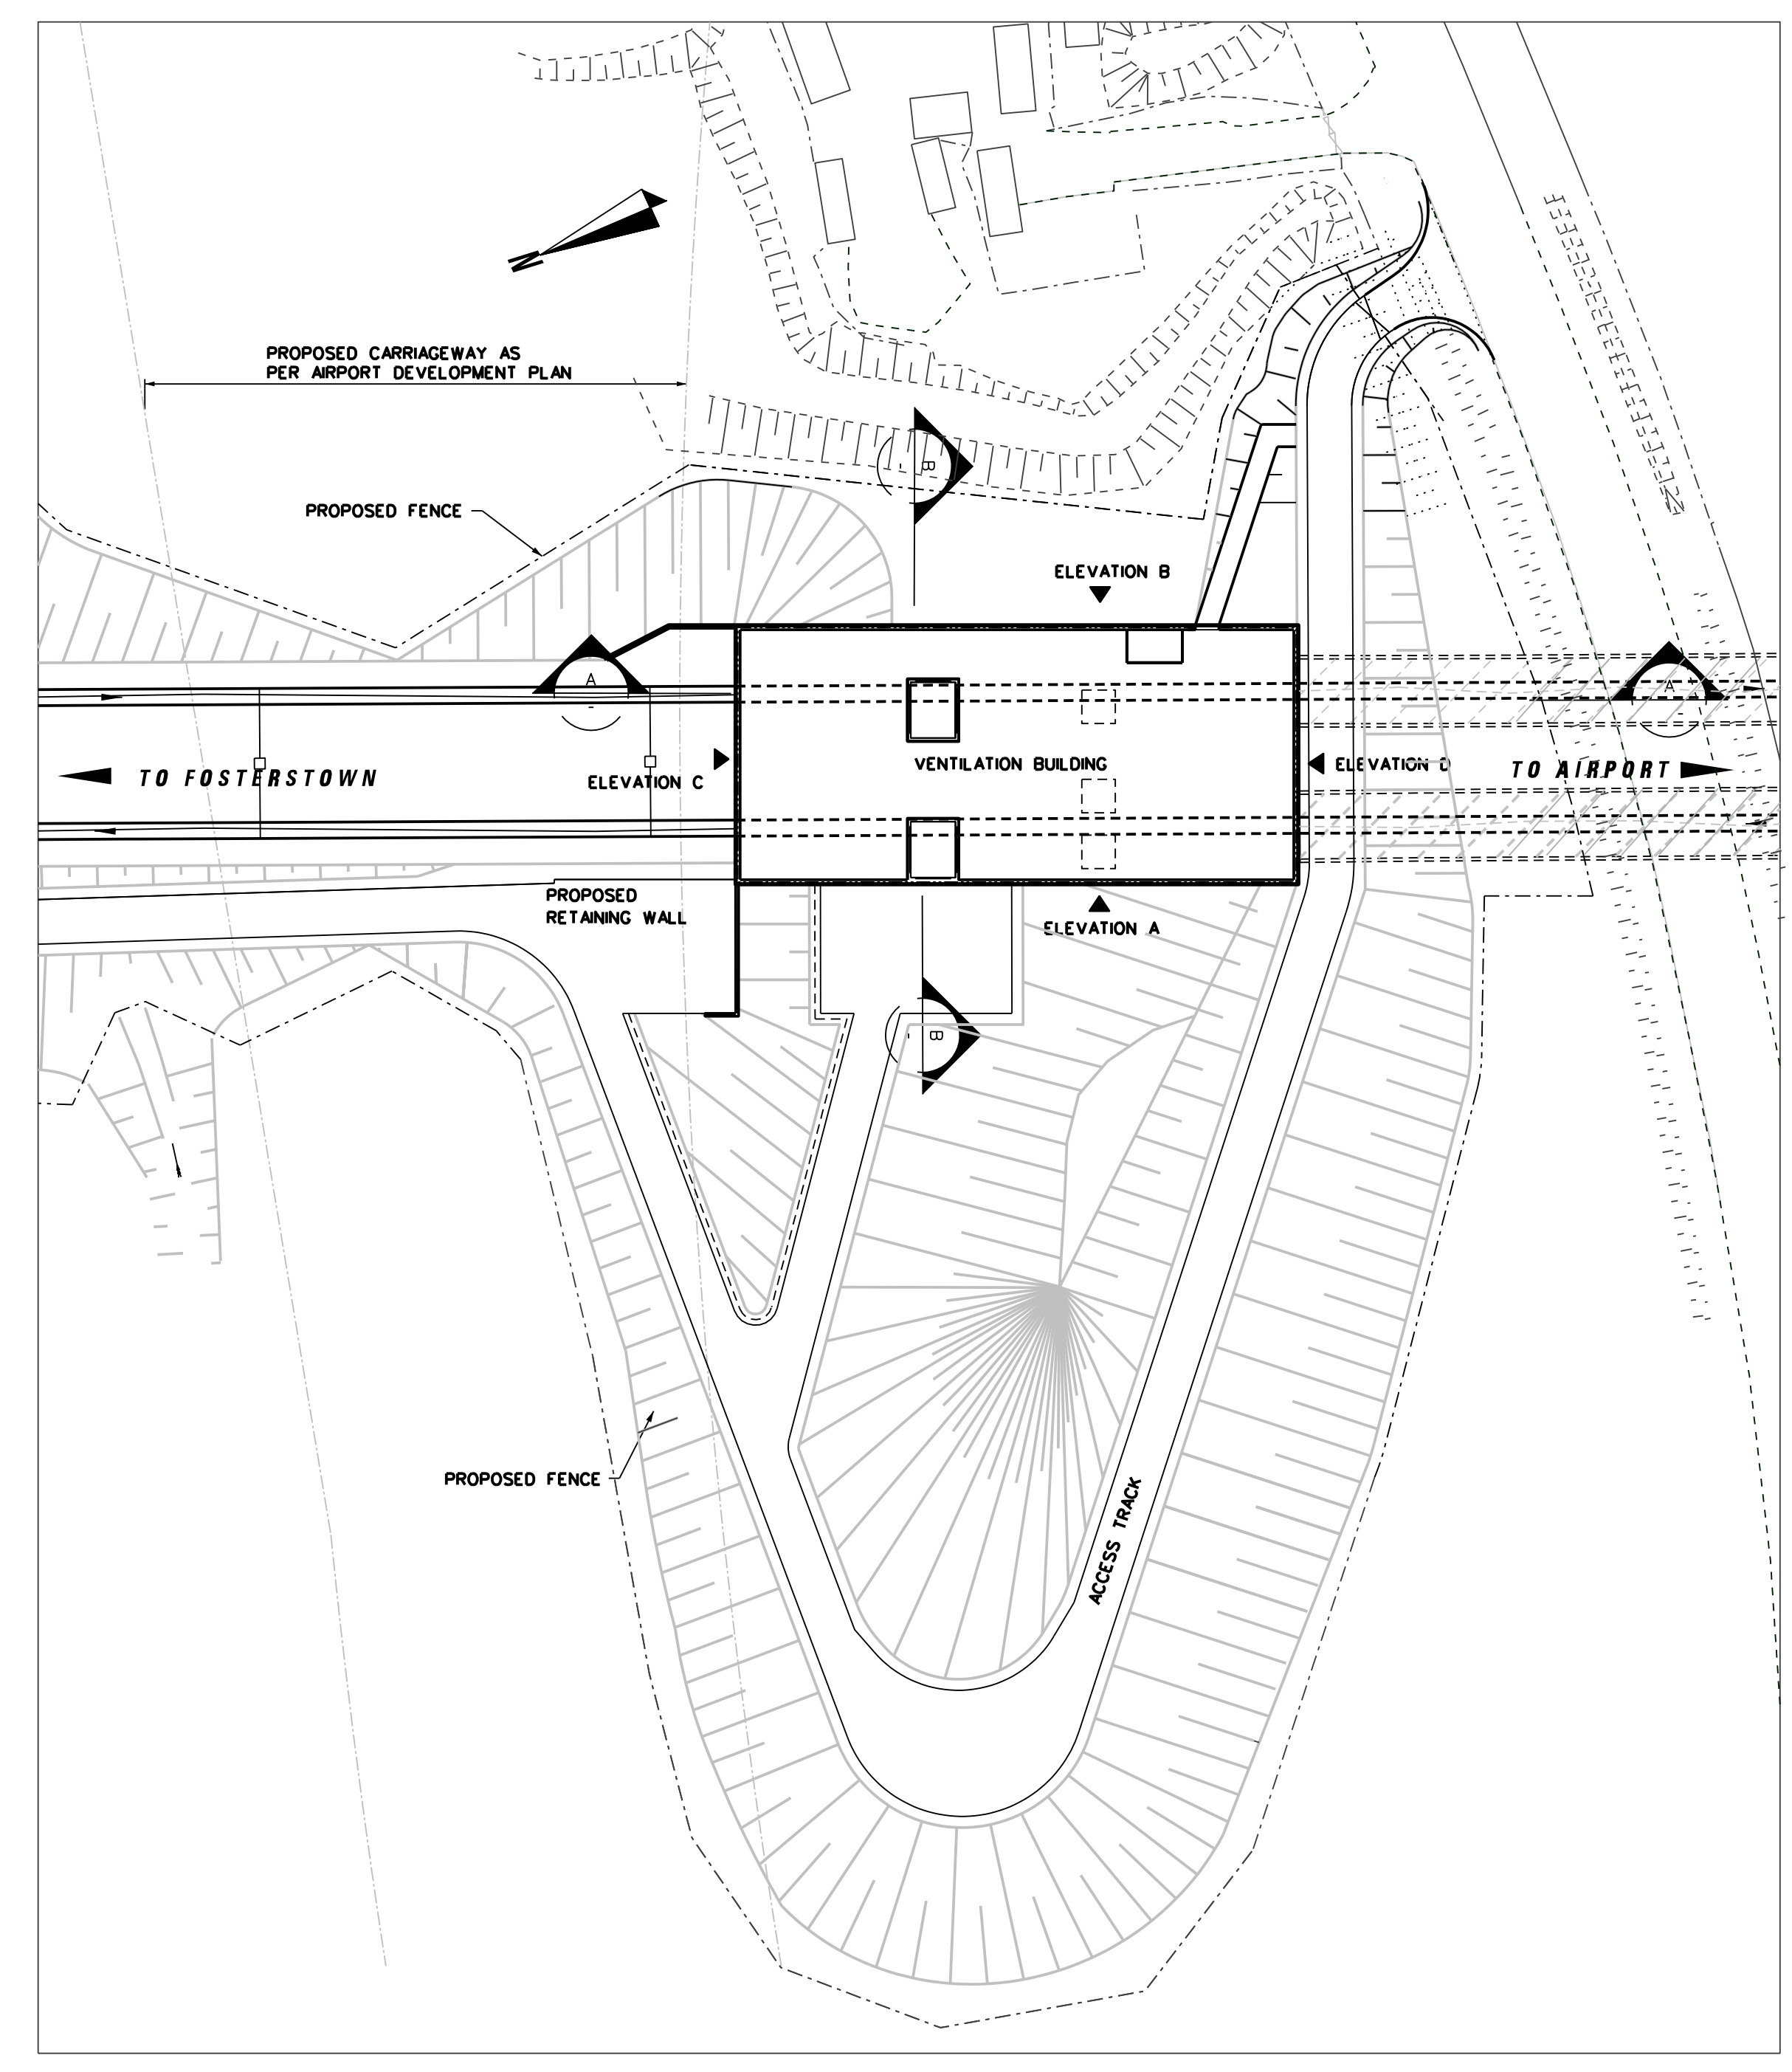 N
PROPOSED CARRIAGEWAY AS
PER AIRPORT DEVELOPMENT PLAN
B
PROPOSED FENCE
ELEVATION B
A
A
VENTILATION BUILDING
ELEVATION D
TO AIRPORT
TO FOSTERSTOWN
ELEVATION C
PROPOSED
RETAINING WALL
ELEVATION A
B
PROPOSED FENCE
ACCESS TRACK